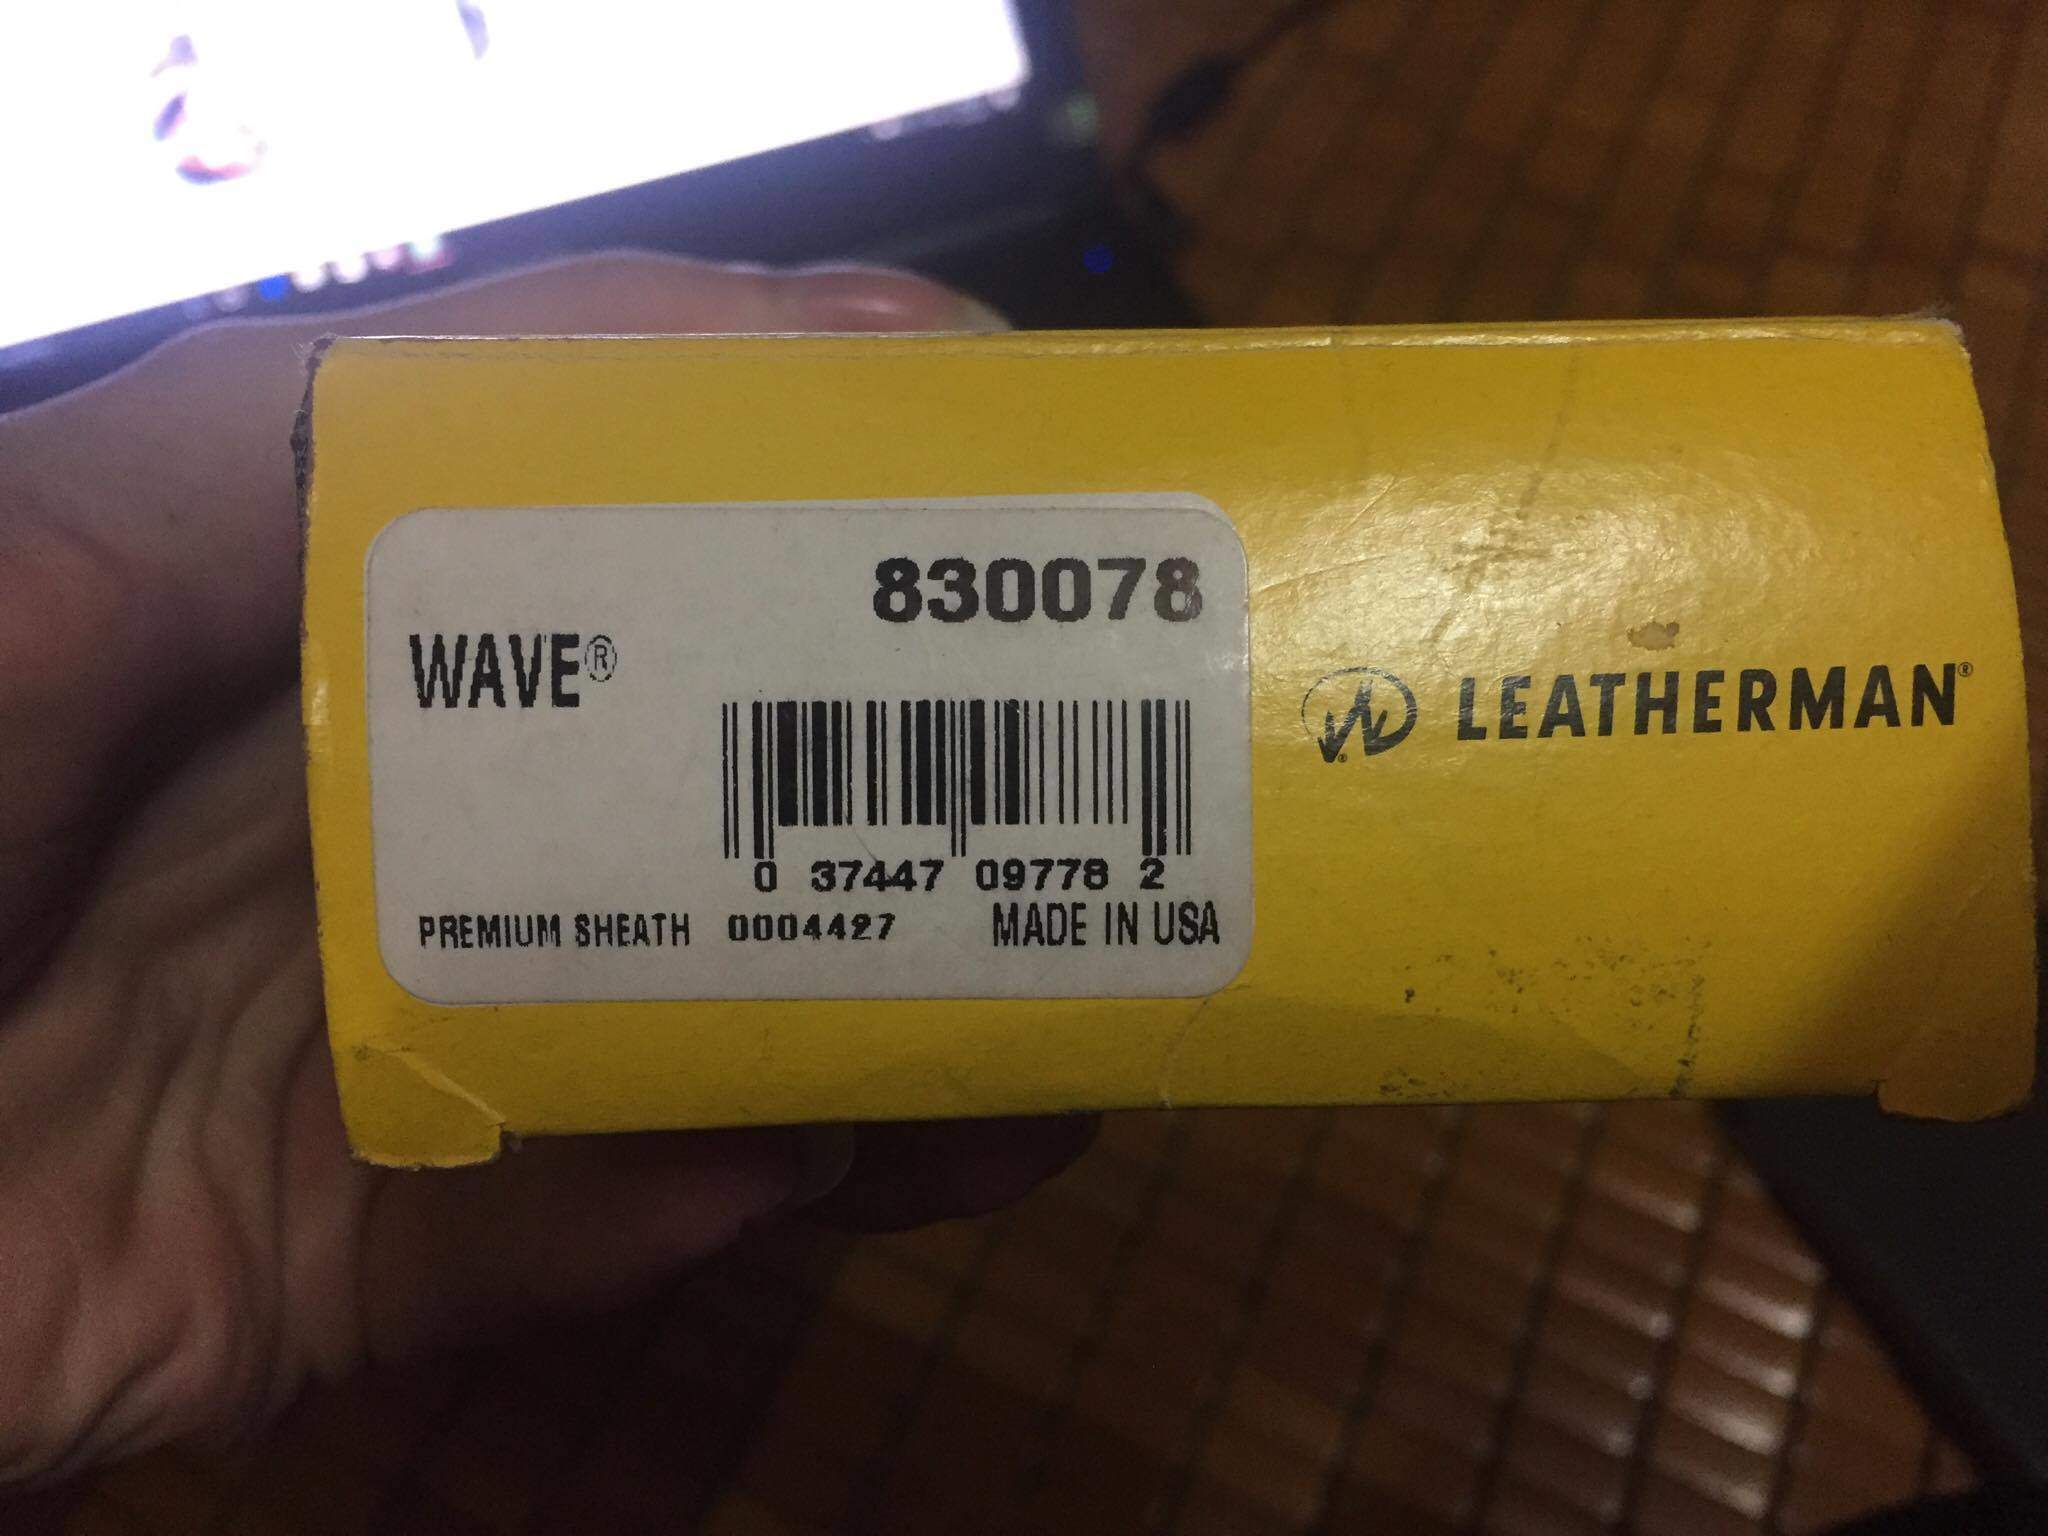 830078
WAVE®
0 37447 09778 2
PREMIUM SHEATH 0004427 MADE IN USA
LEATHERMAN®